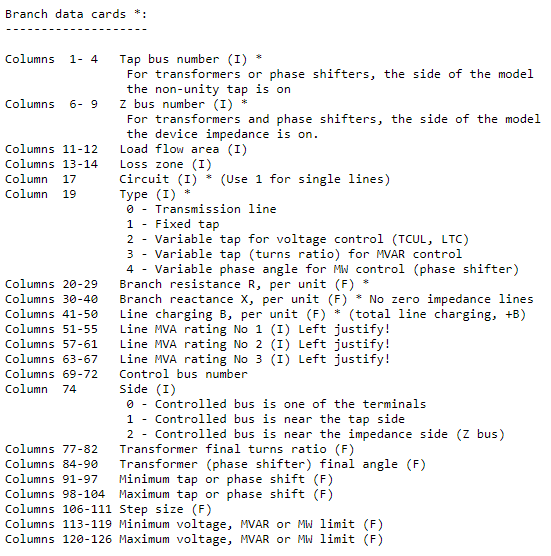 Branch data cards *:
--------------------
Columns  1- 4   Tap bus number (I) *
                 For transformers or phase shifters, the side of the model
                 the non-unity tap is on
Columns  6- 9   Z bus number (I) *
                 For transformers and phase shifters, the side of the model
                 the device impedance is on.
Columns 11-12   Load flow area (I)
Columns 13-14   Loss zone (I)
Column  17      Circuit (I) * (Use 1 for single lines)
Column  19      Type (I) *
                 0 - Transmission line
                 1 - Fixed tap
                 2 - Variable tap for voltage control (TCUL, LTC)
                 3 - Variable tap (turns ratio) for MVAR control
                 4 - Variable phase angle for MW control (phase shifter)
Columns 20-29   Branch resistance R, per unit (F) *
Columns 30-40   Branch reactance X, per unit (F) * No zero impedance lines
Columns 41-50   Line charging B, per unit (F) * (total line charging, +B)
Columns 51-55   Line MVA rating No 1 (I) Left justify!
Columns 57-61   Line MVA rating No 2 (I) Left justify!
Columns 63-67   Line MVA rating No 3 (I) Left justify!
Columns 69-72   Control bus number
Column  74      Side (I)
                 0 - Controlled bus is one of the terminals
                 1 - Controlled bus is near the tap side
                 2 - Controlled bus is near the impedance side (Z bus)
Columns 77-82   Transformer final turns ratio (F)
Columns 84-90   Transformer (phase shifter) final angle (F)
Columns 91-97   Minimum tap or phase shift (F)
Columns 98-104  Maximum tap or phase shift (F)
Columns 106-111 Step size (F)
Columns 113-119 Minimum voltage, MVAR or MW limit (F)
Columns 120-126 Maximum voltage, MVAR or MW limit (F)